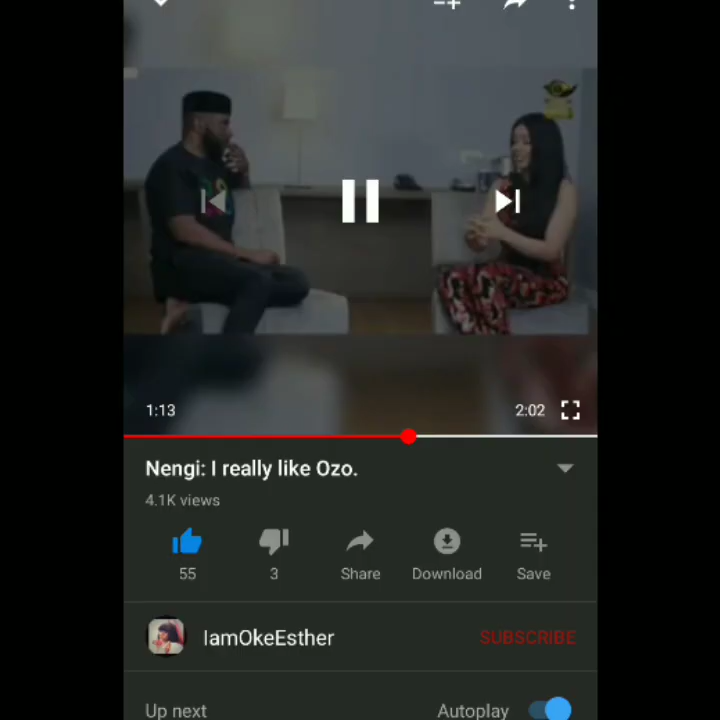 1:13
2:02
Nengi: I really like Ozo.
4.1K views
55
3
Share
Download
Save
IamOkeEsther
SUBSCRIBE
Up next
Autoplay